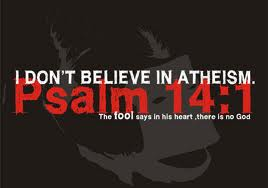 I DON'T BELIEVE IN ATHEISM.
Psalm 14:1
The fool says in his heart ,there is no God